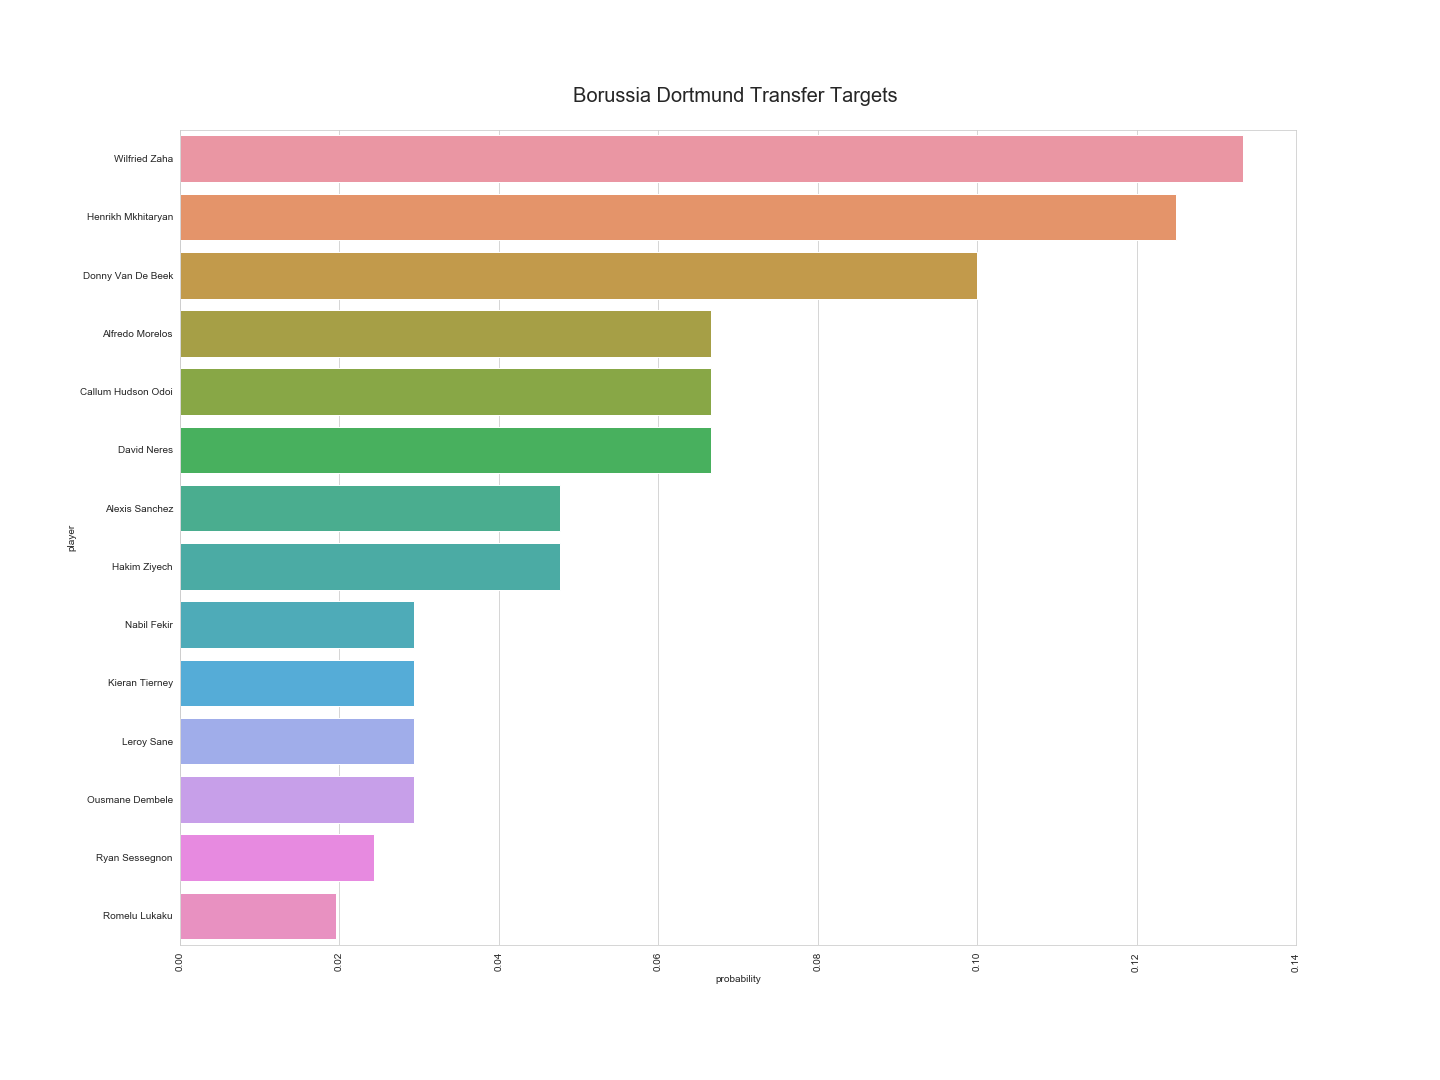 Borussia Dortmund Transfer Targets
Wilfried Zaha
Henrikh Mkhitaryan
Donny Van De Beek
Alfredo Morelos
Callum Hudson Odoi
David Neres
Alexis Sanchez
Hakim Ziyech
Nabil Fekir
Kieran Tierney
Leroy Sane
Ousmane Dembele
Ryan Sessegnon
Romelu Lukaku
player
0.00
0.02
0.04
0.06
0.08
0.10
0.12
0.14
probability